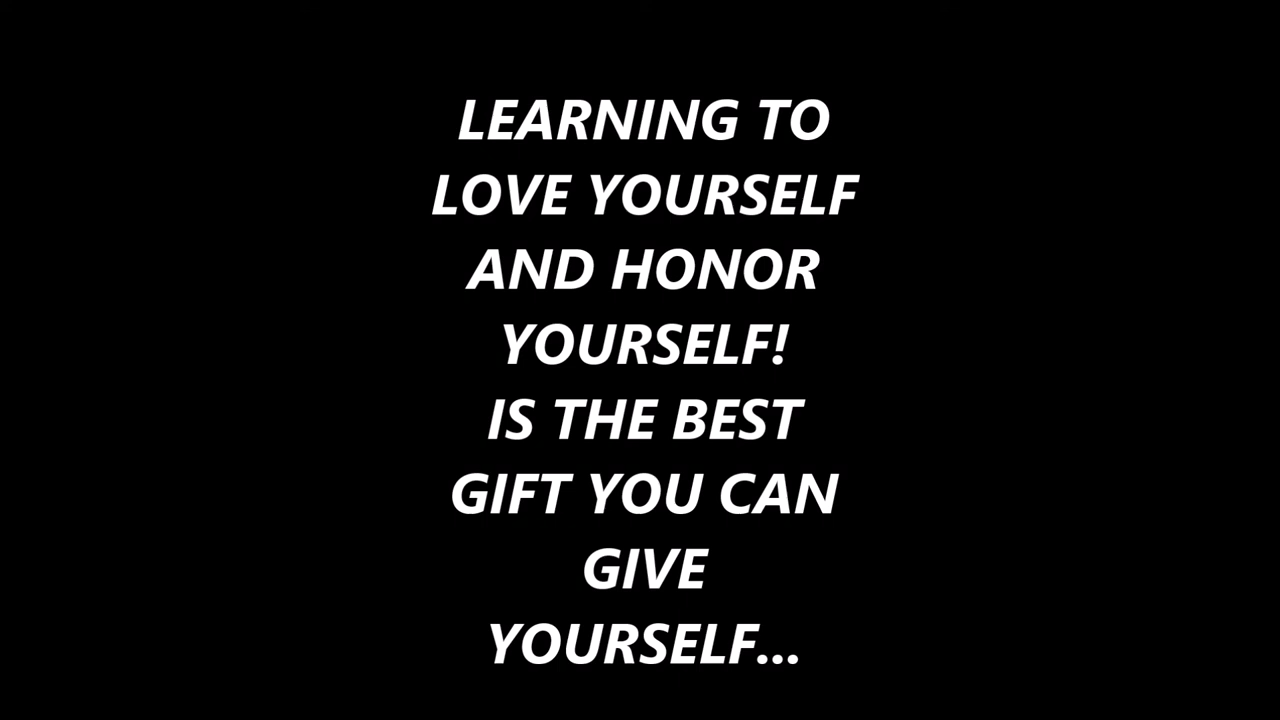 LEARNING TO
LOVE YOURSELF
AND HONOR
YOURSELF!
IS THE BEST
GIFT YOU CAN
GIVE
YOURSELF...